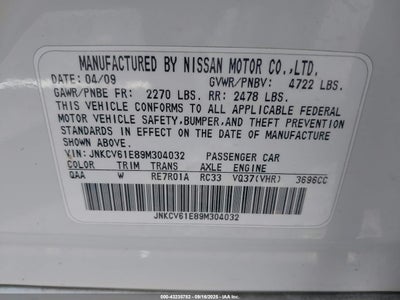 MANUFACTURED BY NISSAN MOTOR CO.,LTD.
DATE: 04/09 GVWR/PNBV: 4722 LBS.
GAWR/PNBE FR: 2270 LBS. RR: 2478 LBS.
THIS VEHICLE CONFORMS TO ALL APPLICABLE FEDERAL
MOTOR VEHICLE SAFETY,BUMPER,AND THEFT PREVENTION
STANDARDS IN EFFECT ON THE DATE OF MANUFACTURE
SHOWN ABOVE.
VIN: JNKCV61E89M304032 PASSENGER CAR
COLOR TRIM TRANS AXLE ENGINE
QAA W RE7R01A RC33 VQ37(VHR) 3696CC
JNKCV61E89M304032